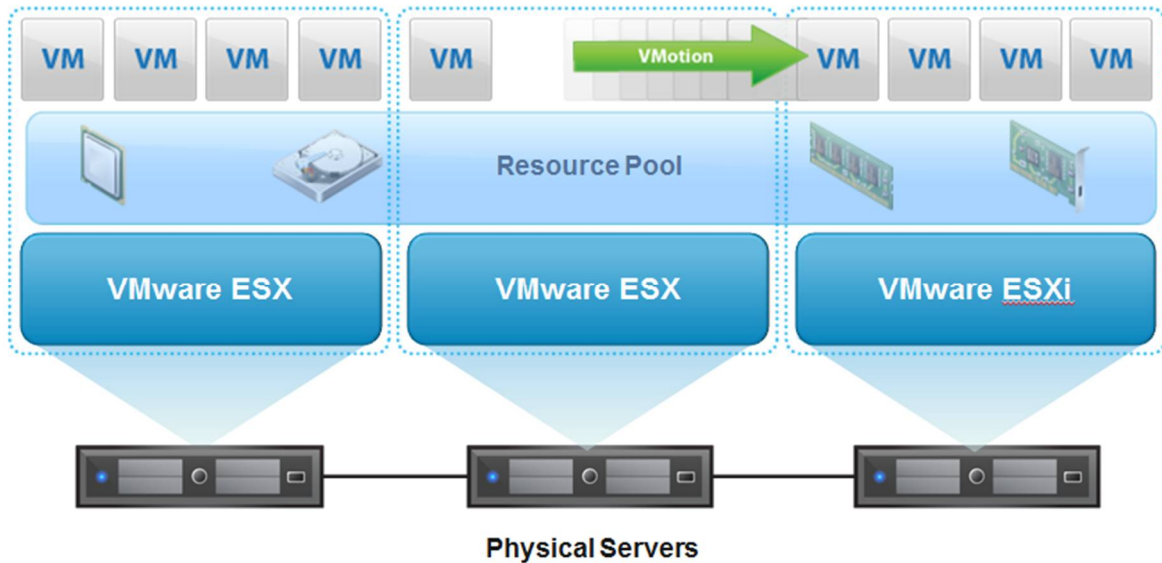 VM VM VM VM VM VMotion VM VM VM VM
Resource Pool
VMware ESX VMware ESX VMware ESXi
Physical Servers